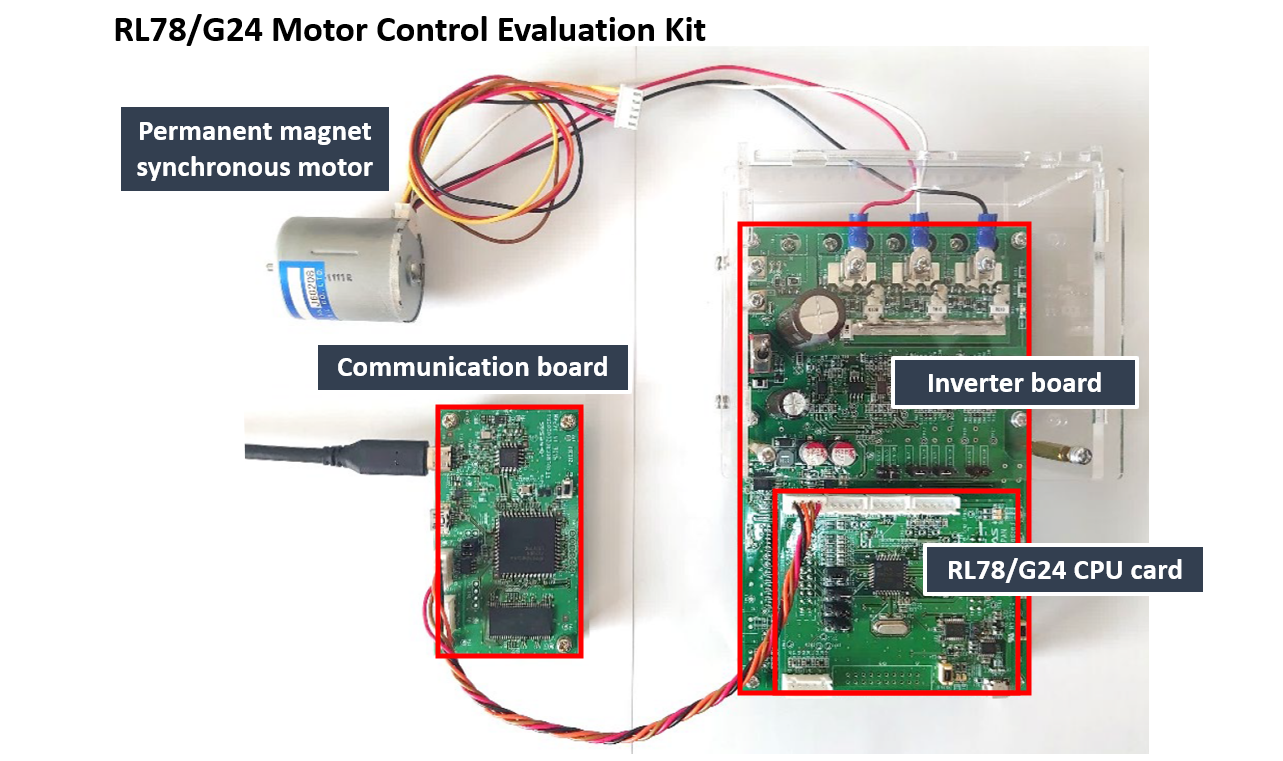 RL78/G24 Motor Control Evaluation Kit
Permanent magnet
synchronous motor
Communication board
Inverter board
RL78/G24 CPU card